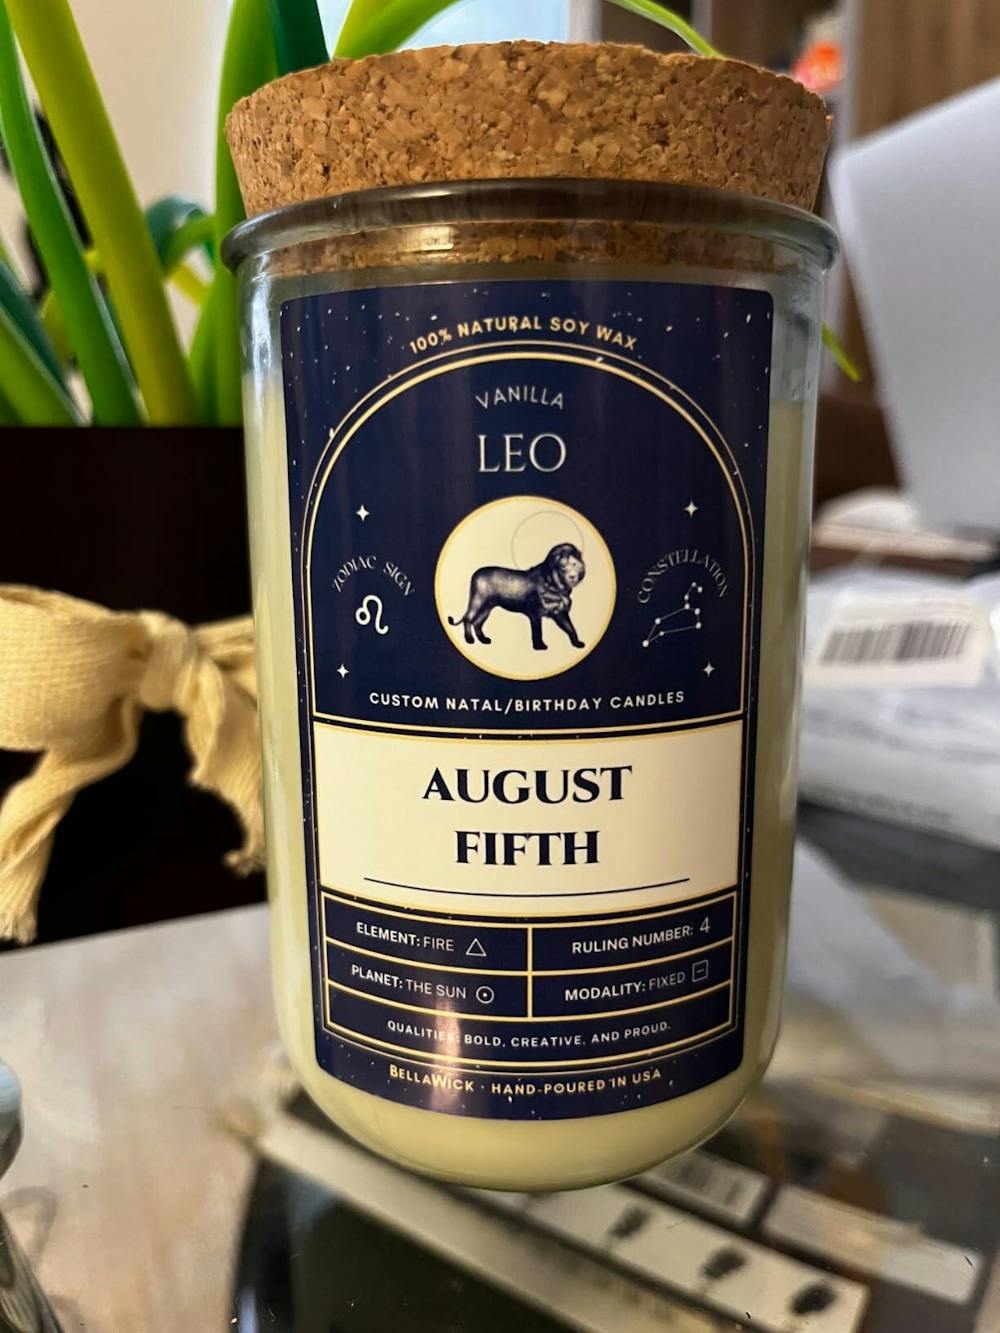 100% NATURAL SOY WAX
VANILLA
LEO
ZODIAC SIGN
CONSTELLATION
CUSTOM NATAL/BIRTHDAY CANDLES
AUGUST
FIFTH
ELEMENT: FIRE
RULING NUMBER: 4
PLANET: THE SUN
MODALITY: FIXED
QUALITIES: BOLD, CREATIVE, AND PROUD.
BELLAWICK · HAND-POURED IN USA